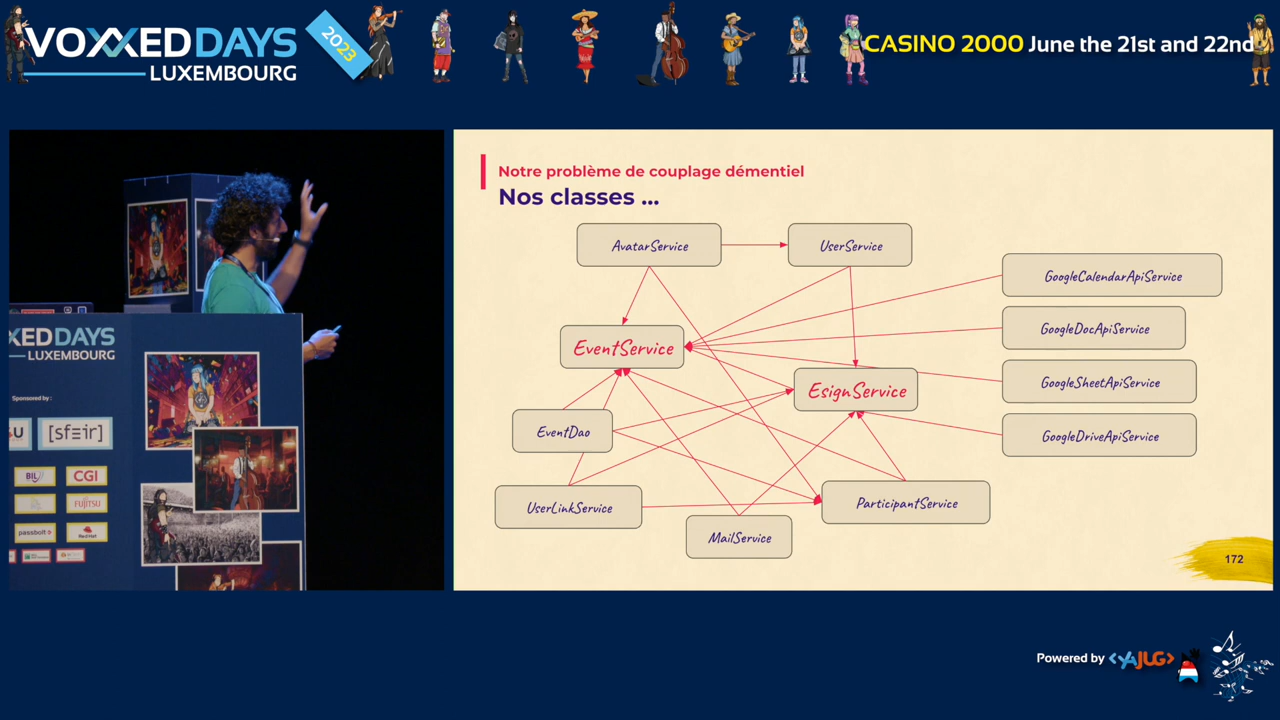 VOXXED DAYS
LUXEMBOURG
2023
CASINO 2000 June the 21st and 22nd
XED DAYS
LUXEMBOURG
Sponsored by :
U
[sfeir]
BIL
CGI
FUJITSU
passbolt
Red Hat
Notre problème de couplage démentiel
Nos classes ...
AvatarService
UserService
GoogleCalendarApiService
GoogleDocApiService
EventService
GoogleSheetApiService
EsignService
EventDao
GoogleDriveApiService
UserLinkService
ParticipantService
MailService
172
Powered by <YAJUG>